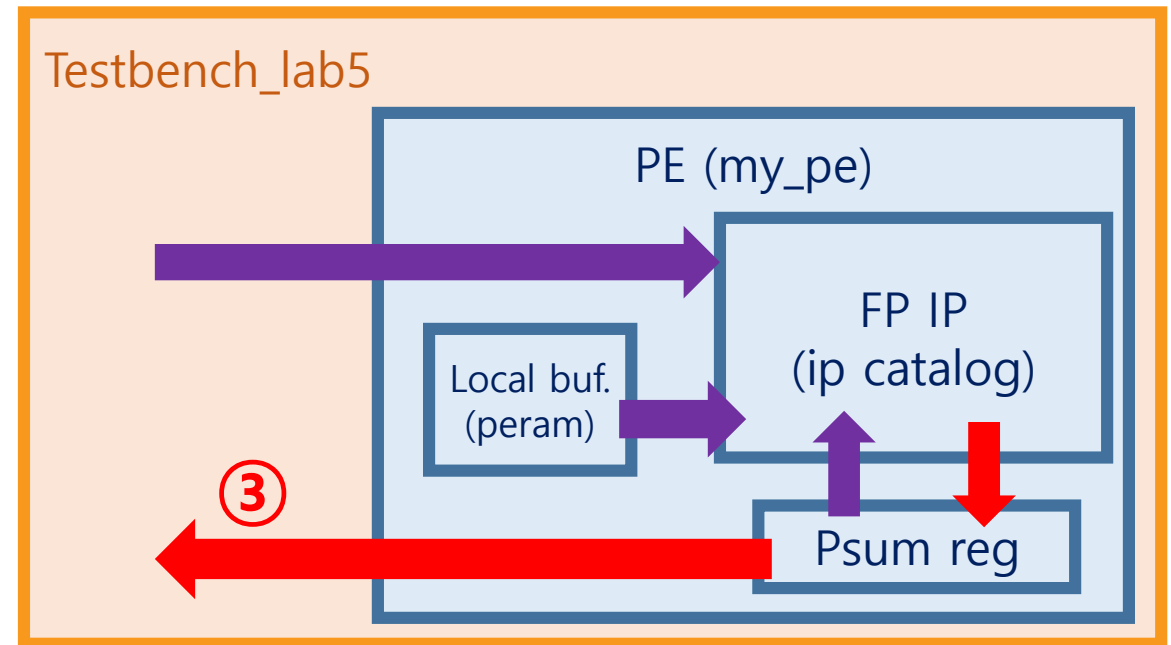 Testbench_lab5
PE (my_pe)
FP IP
(ip catalog)
Local buf.
(peram)
③
Psum reg